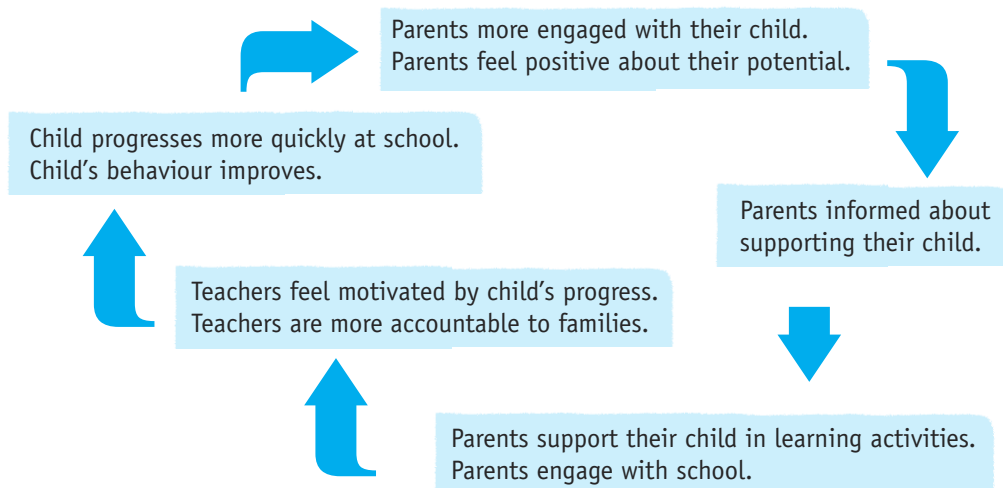 Parents more engaged with their child.
Parents feel positive about their potential.
Child progresses more quickly at school.
Child’s behaviour improves.
Parents informed about
supporting their child.
Teachers feel motivated by child’s progress.
Teachers are more accountable to families.
Parents support their child in learning activities.
Parents engage with school.